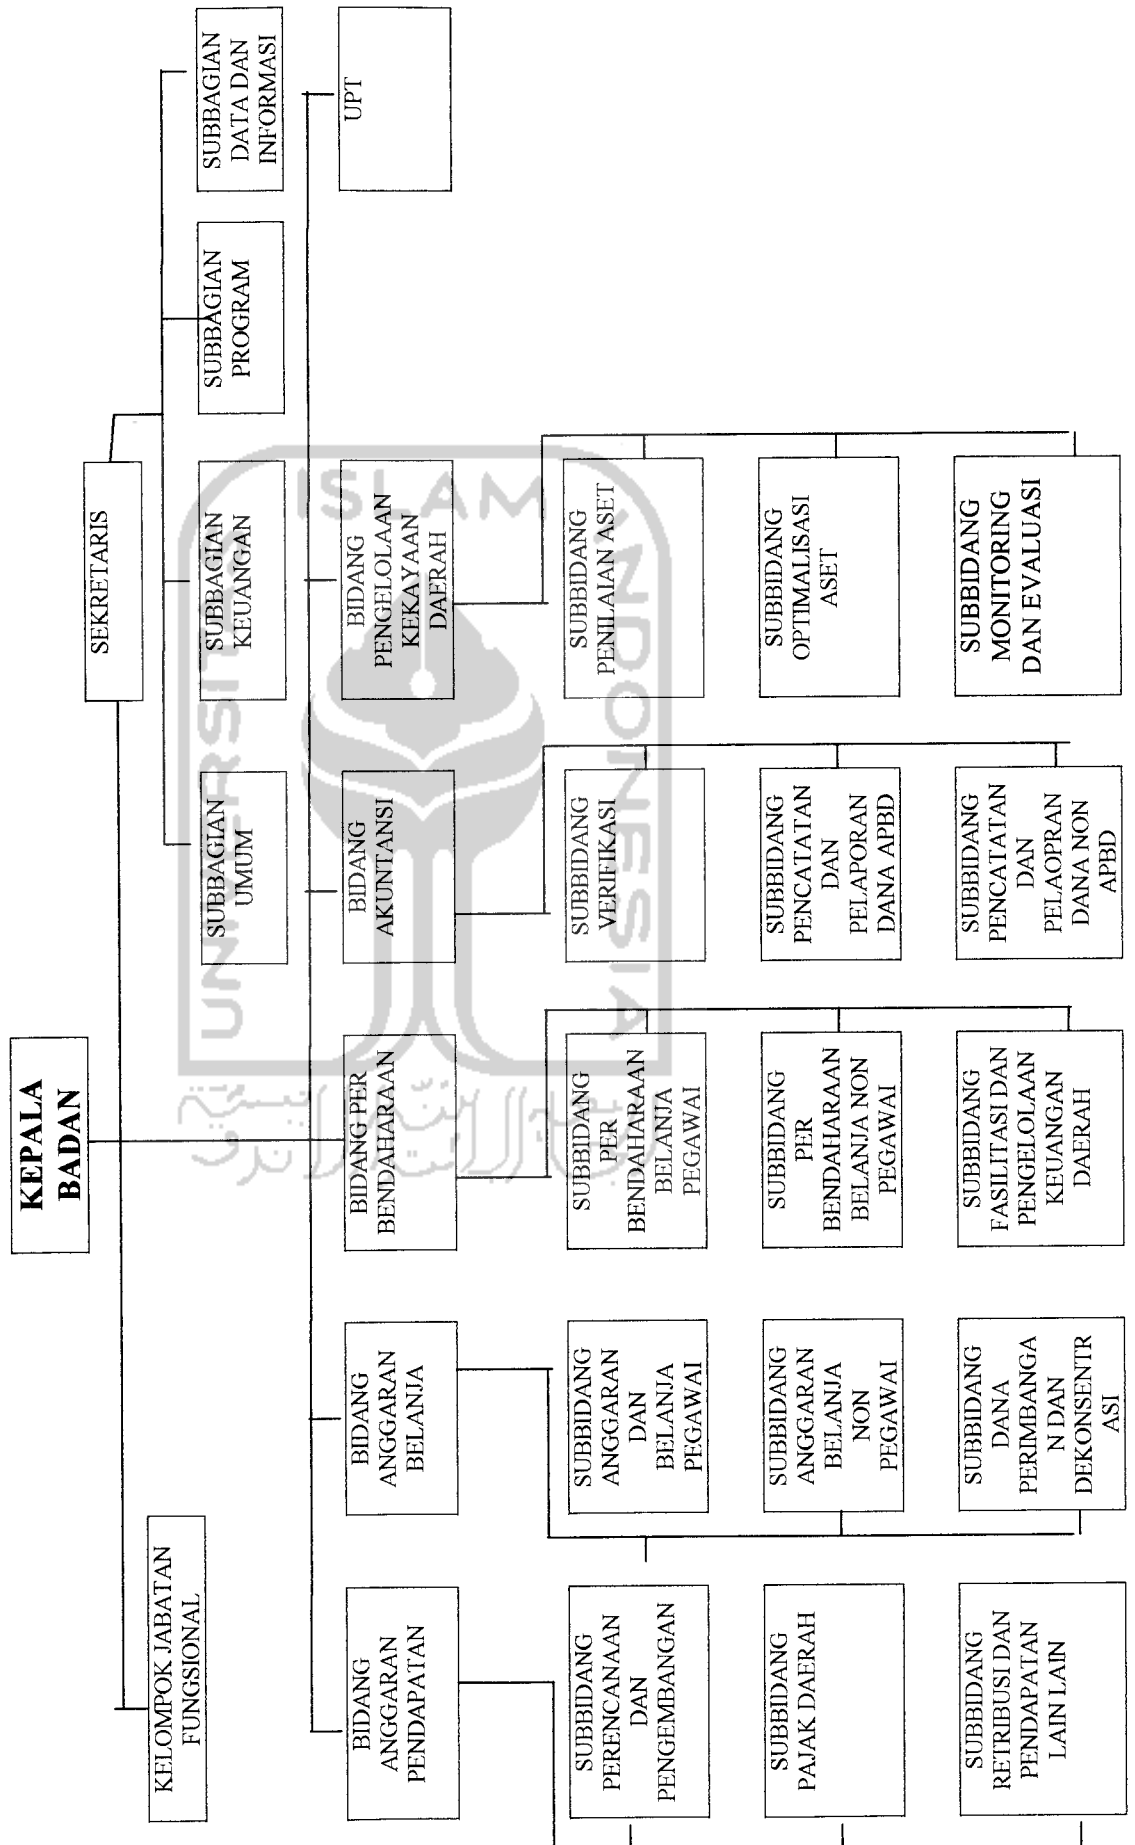 KEPALA
BADAN
SEKRETARIS
KELOMPOK JABATAN
FUNGSIONAL
SUBBAGIAN
UMUM
SUBBAGIAN
KEUANGAN
SUBBAGIAN
PROGRAM
SUBBAGIAN
DATA DAN
INFORMASI
BIDANG
ANGGARAN
PENDAPATAN
BIDANG
ANGGARAN
BELANJA
BIDANG PER
BENDAHARAAN
BIDANG
AKUNTANSI
BIDANG
PENGELOLAAN
KEKAYAAN
DAERAH
UPT
SUBBIDANG
PERENCANAAN
DAN
PENGEMBANGAN
SUBBIDANG
ANGGARAN
DAN
BELANJA
PEGAWAI
SUBBIDANG
PER
BENDAHARAAN
BELANJA
PEGAWAI
SUBBIDANG
VERIFIKASI
SUBBIDANG
PENILAIAN ASET
SUBBIDANG
PAJAK DAERAH
SUBBIDANG
ANGGARAN
BELANJA
NON
PEGAWAI
SUBBIDANG
PER
BENDAHARAAN
BELANJA NON
PEGAWAI
SUBBIDANG
PENCATATAN
DAN
PELAPORAN
DANA APBD
SUBBIDANG
OPTIMALISASI
ASET
SUBBIDANG
RETRIBUSI DAN
PENDAPATAN
LAIN LAIN
SUBBIDANG
DANA
PERIMBANGA
N DAN
DEKONSENTR
ASI
SUBBIDANG
FASILITASI DAN
PENGELOLAAN
KEUANGAN
DAERAH
SUBBIDANG
PENCATATAN
DAN
PELAOPRAN
DANA NON
APBD
SUBBIDANG
MONITORING
DAN EVALUASI
UNIVERSITAS
ISLAM
INDONESIA